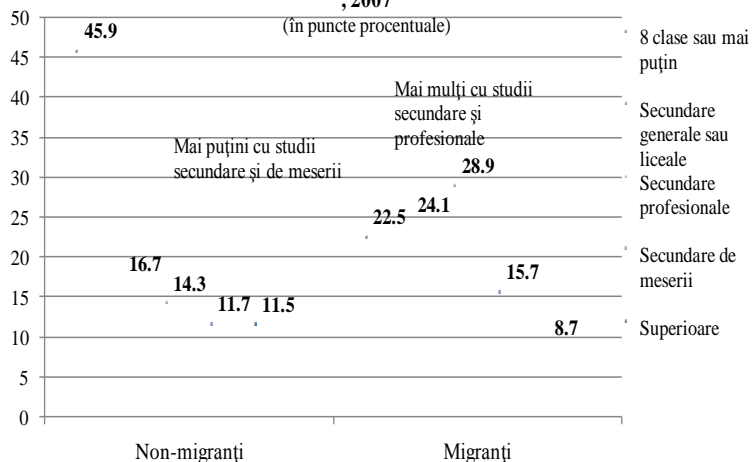 , 2007
(în puncte procentuale)
50
45
40
35
30
25
20
15
10
5
0
45.9
16.7
14.3
11.7
11.5
22.5
24.1
28.9
15.7
8.7
Mai puțini cu studii
secundare și de meserii
Mai mulți cu studii
secundare și
profesionale
Non-migranți
Migranți
8 clase sau mai
puțin
Secundare
generale sau
liceale
Secundare
profesionale
Secundare de
meserii
Superioare